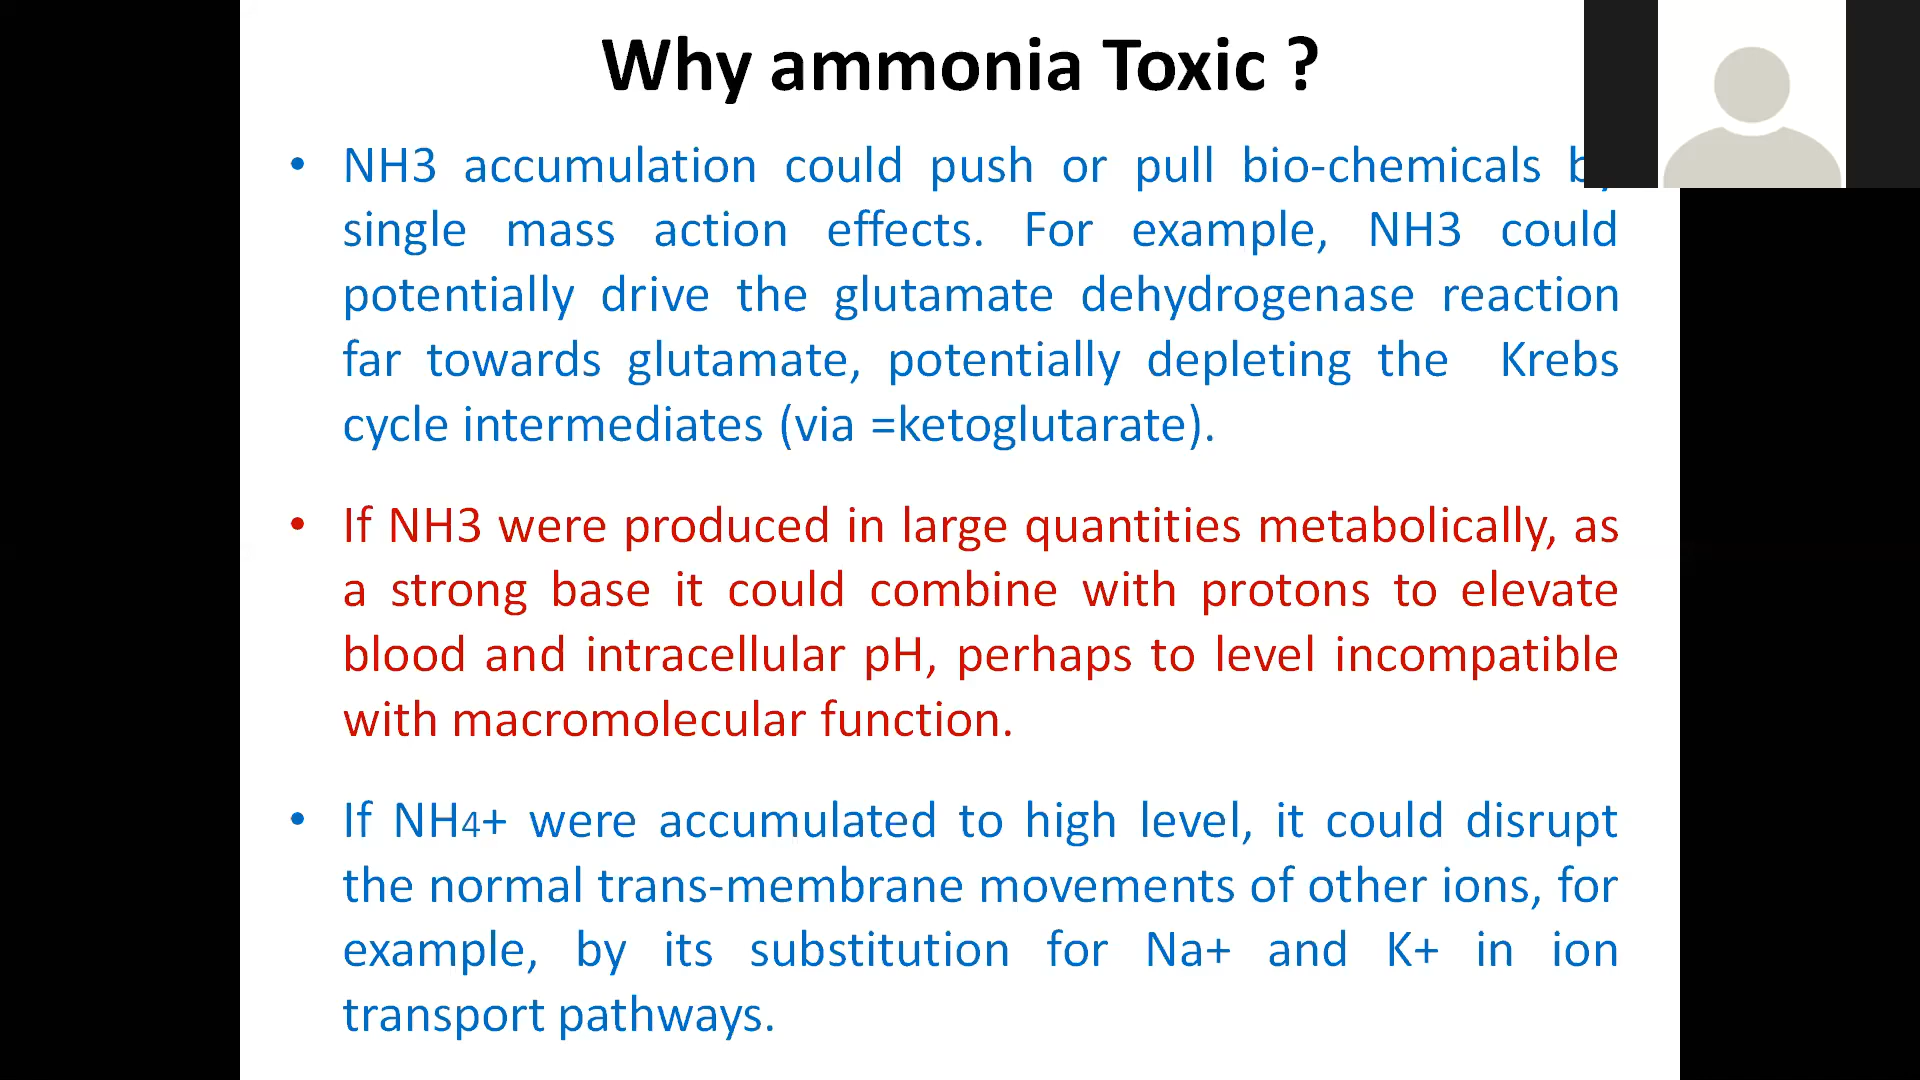 Why ammonia Toxic ?
• NH3 accumulation could push or pull bio-chemicals
single mass action effects. For example, NH3 could
potentially drive the glutamate dehydrogenase reaction
far towards glutamate, potentially depleting the Krebs
cycle intermediates (via =ketoglutarate).
• If NH3 were produced in large quantities metabolically, as
a strong base it could combine with protons to elevate
blood and intracellular pH, perhaps to level incompatible
with macromolecular function.
• If NH4+ were accumulated to high level, it could disrupt
the normal trans-membrane movements of other ions, for
example, by its substitution for Na+ and K+ in ion
transport pathways.